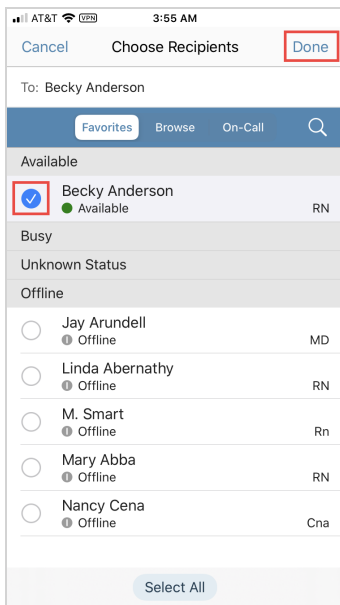 AT&T VPN 3:55 AM
Cancel Choose Recipients Done
To: Becky Anderson
Favorites Browse On-Call
Available
Becky Anderson
Available RN
Busy
Unknown Status
Offline
Jay Arundell
Offline MD
Linda Abernathy
Offline RN
M. Smart
Offline Rn
Mary Abba
Offline RN
Nancy Cena
Offline Cna
Select All